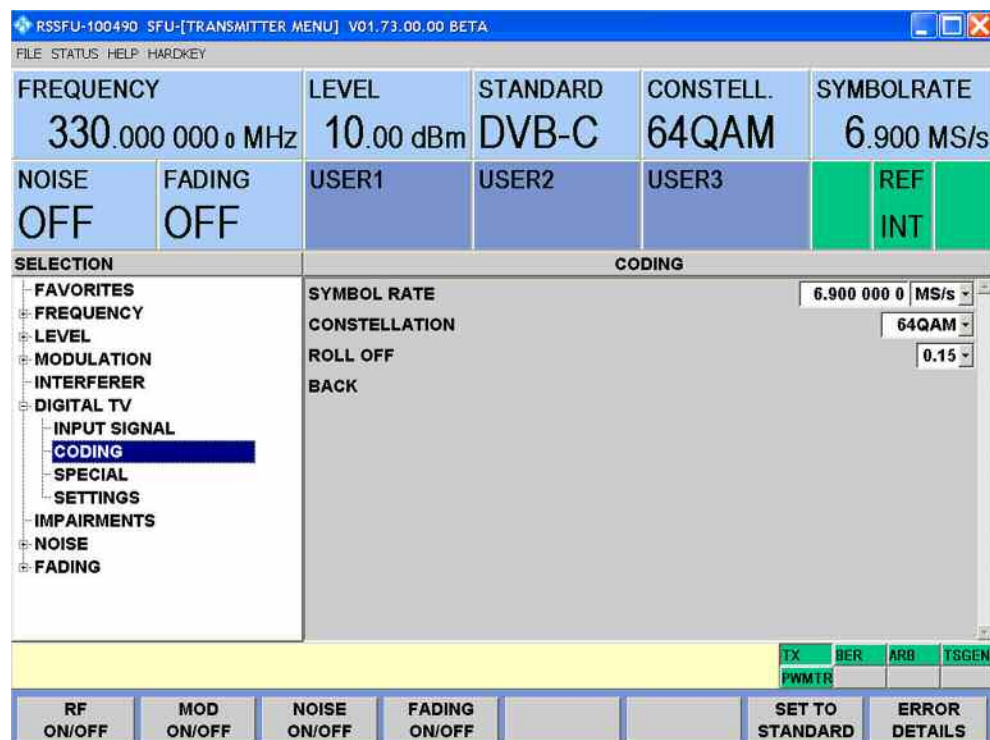 RSSFU-100490 SFU-[TRANSMITTER MENU] V01.73.00.00 BETA
FILE STATUS HELP HARDKEY
FREQUENCY LEVEL STANDARD CONSTELL. SYMBOLRATE
330.000 000 0 MHz 10.00 dBm DVB-C 64QAM 6.900 MS/s
NOISE FADING USER1 USER2 USER3 REF
OFF OFF INT
SELECTION CODING
FAVORITES
FREQUENCY
LEVEL
MODULATION
INTERFERER
DIGITAL TV
INPUT SIGNAL
CODING
SPECIAL
SETTINGS
IMPAIRMENTS
NOISE
FADING
SYMBOL RATE 6.900 000 0 MS/s
CONSTELLATION 64QAM
ROLL OFF 0.15
BACK
TX BER ARB TSGEN
PWMTR
RF ON/OFF
MOD ON/OFF
NOISE ON/OFF
FADING ON/OFF
SET TO STANDARD
ERROR DETAILS